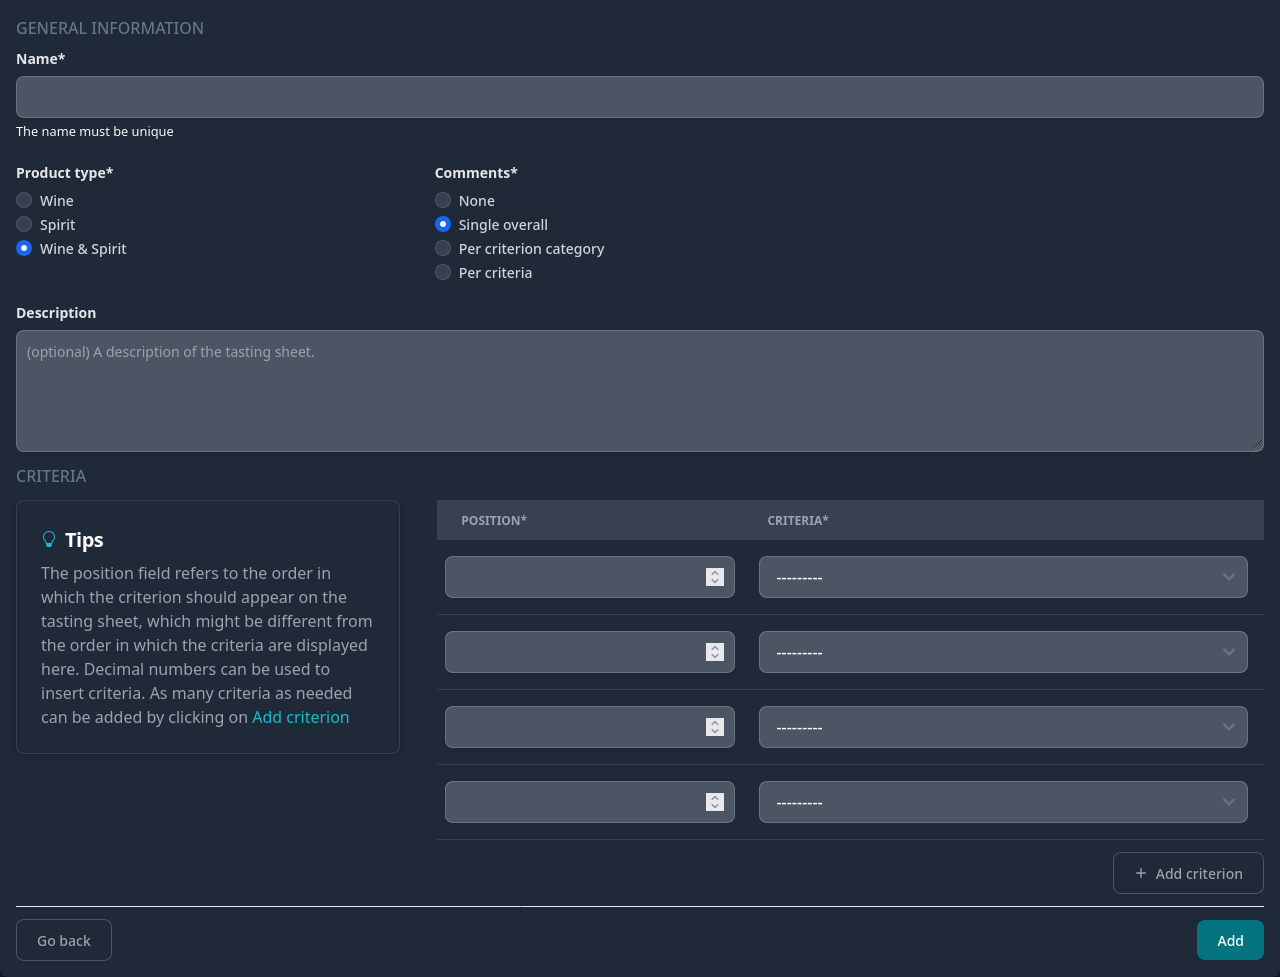 GENERAL INFORMATION
Name*
The name must be unique
Product type*
Wine
Spirit
Wine & Spirit
Comments*
None
Single overall
Per criterion category
Per criteria
Description
(optional) A description of the tasting sheet.
CRITERIA
Tips
The position field refers to the order in
which the criterion should appear on the
tasting sheet, which might be different from
the order in which the criteria are displayed
here. Decimal numbers can be used to
insert criteria. As many criteria as needed
can be added by clicking on Add criterion
POSITION* CRITERIA*
---------
---------
---------
---------
+ Add criterion
Go back
Add